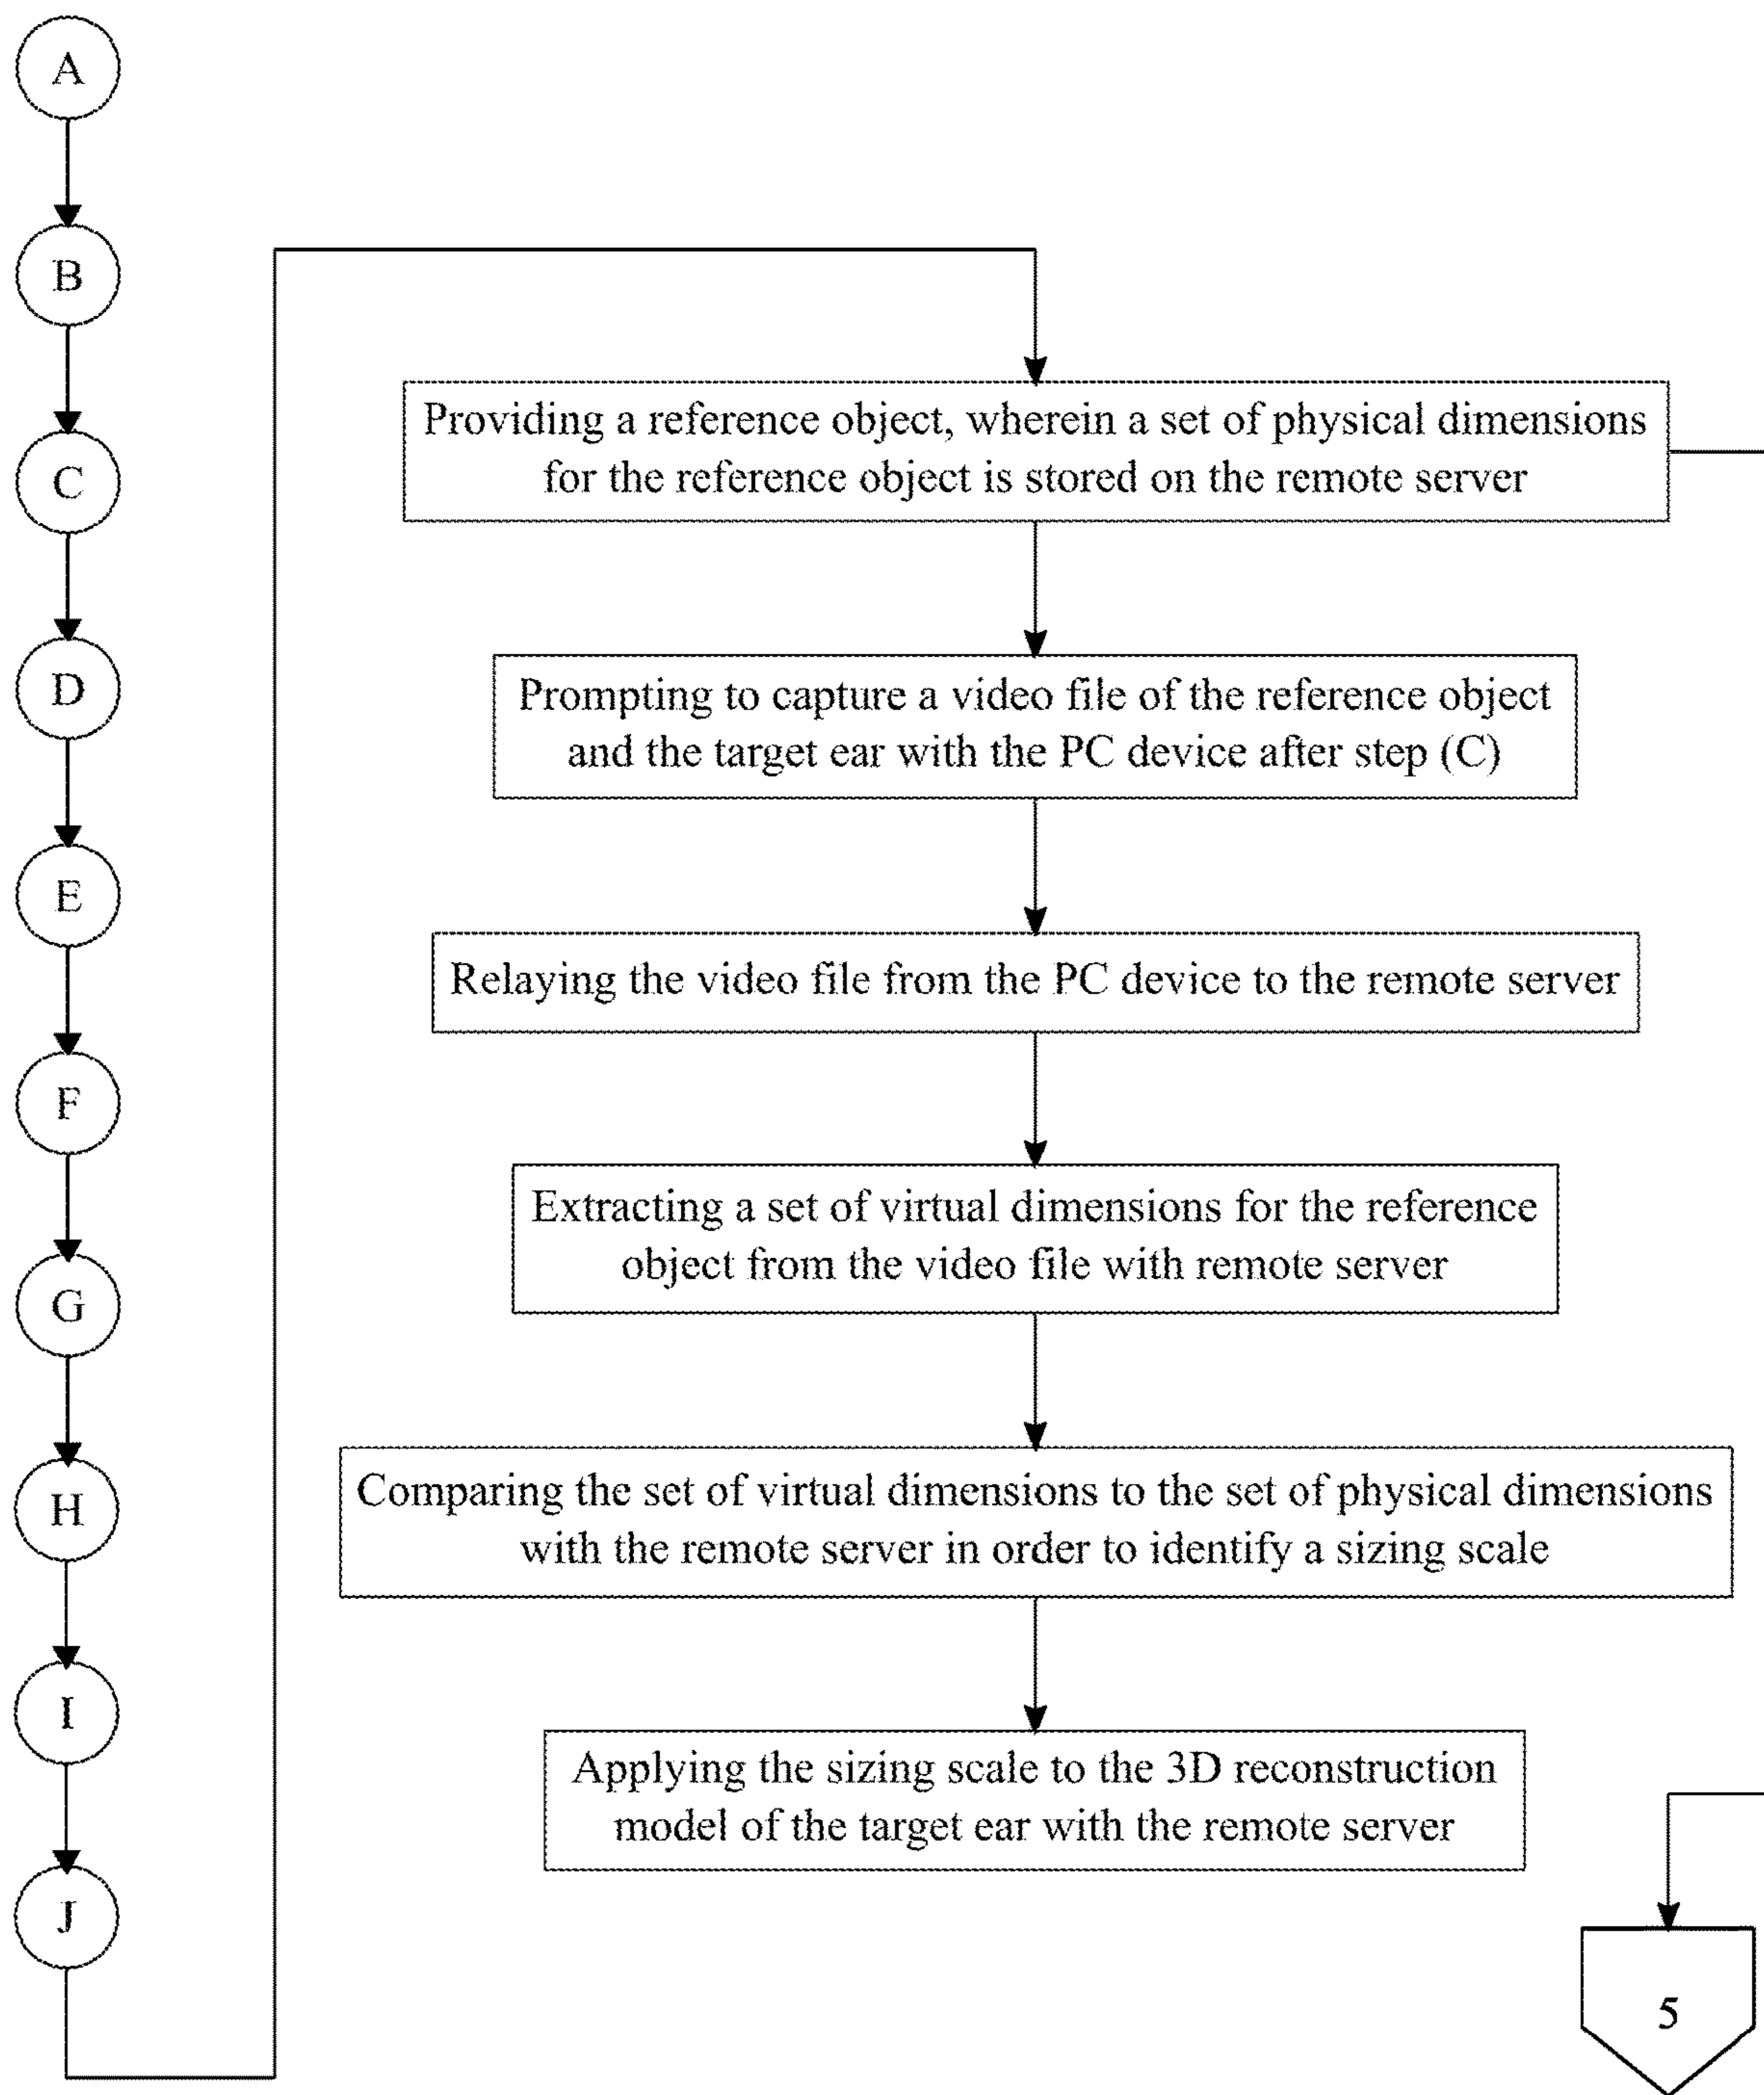 A
B
C
D
E
F
G
H
I
J
Providing a reference object, wherein a set of physical dimensions
for the reference object is stored on the remote server
Prompting to capture a video file of the reference object
and the target ear with the PC device after step (C)
Relaying the video file from the PC device to the remote server
Extracting a set of virtual dimensions for the reference
object from the video file with remote server
Comparing the set of virtual dimensions to the set of physical dimensions
with the remote server in order to identify a sizing scale
Applying the sizing scale to the 3D reconstruction
model of the target ear with the remote server
5